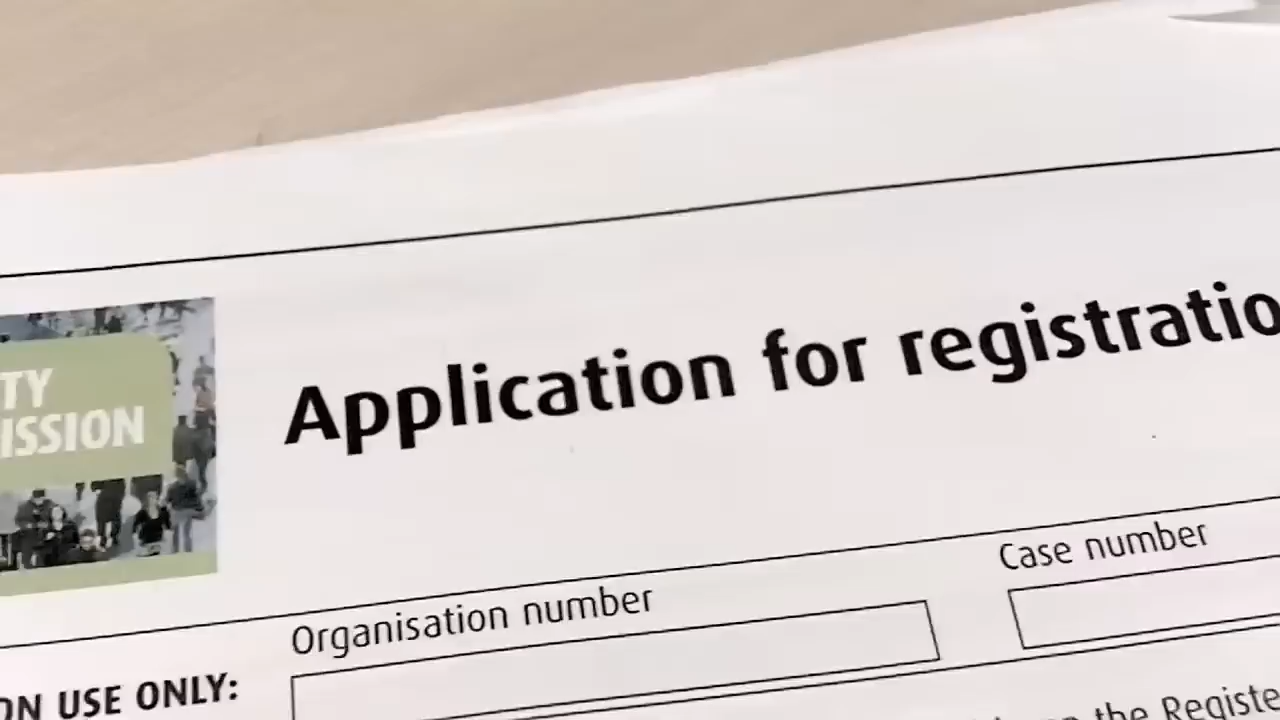 TY
ISSION
Application for registratio
Case number
Organisation number
ON USE ONLY:
the Registe